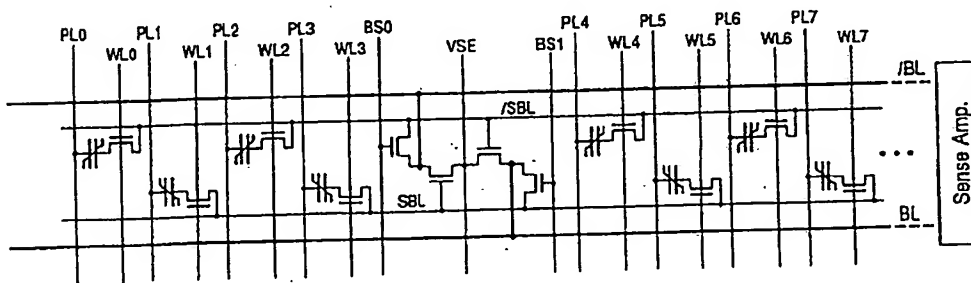 PL0 WL0 PL1 WL1 PL2 WL2 PL3 WL3 BS0 VSE BS1 PL4 WL4 PL5 WL5 PL6 WL6 PL7 WL7
/BL
/SBL
SBL
BL
Sense Amp.